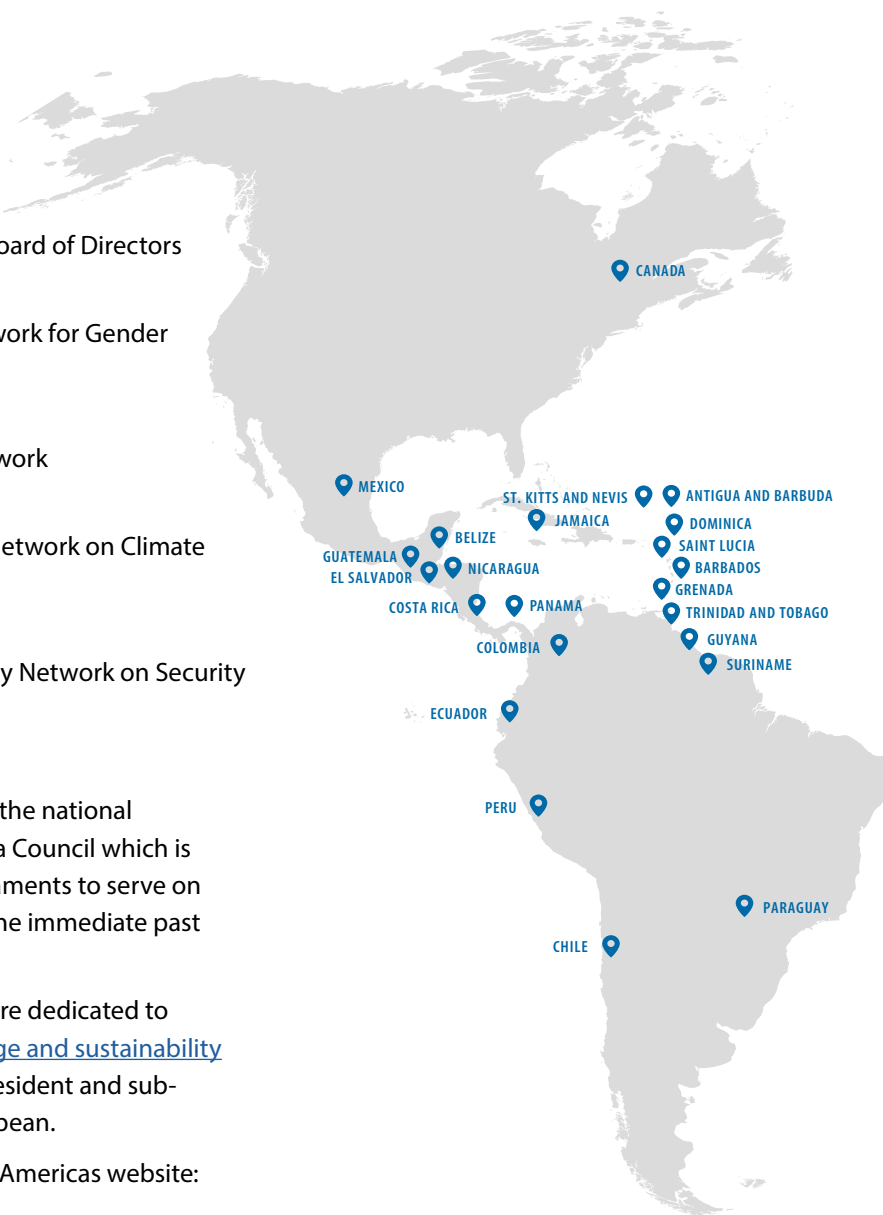 oard of Directors
work for Gender
work
etwork on Climate
y Network on Security
the national
a Council which is
ments to serve on
he immediate past
re dedicated to
ge and sustainability
esident and sub-
bean.
Americas website:
CANADA
MEXICO
ST. KITTS AND NEVIS
ANTIGUA AND BARBUDA
JAMAICA
DOMINICA
BELIZE
SAINT LUCIA
GUATEMALA
BARBADOS
EL SALVADOR
NICARAGUA
GRENADA
COSTA RICA
PANAMA
TRINIDAD AND TOBAGO
COLOMBIA
GUYANA
SURINAME
ECUADOR
PERU
PARAGUAY
CHILE